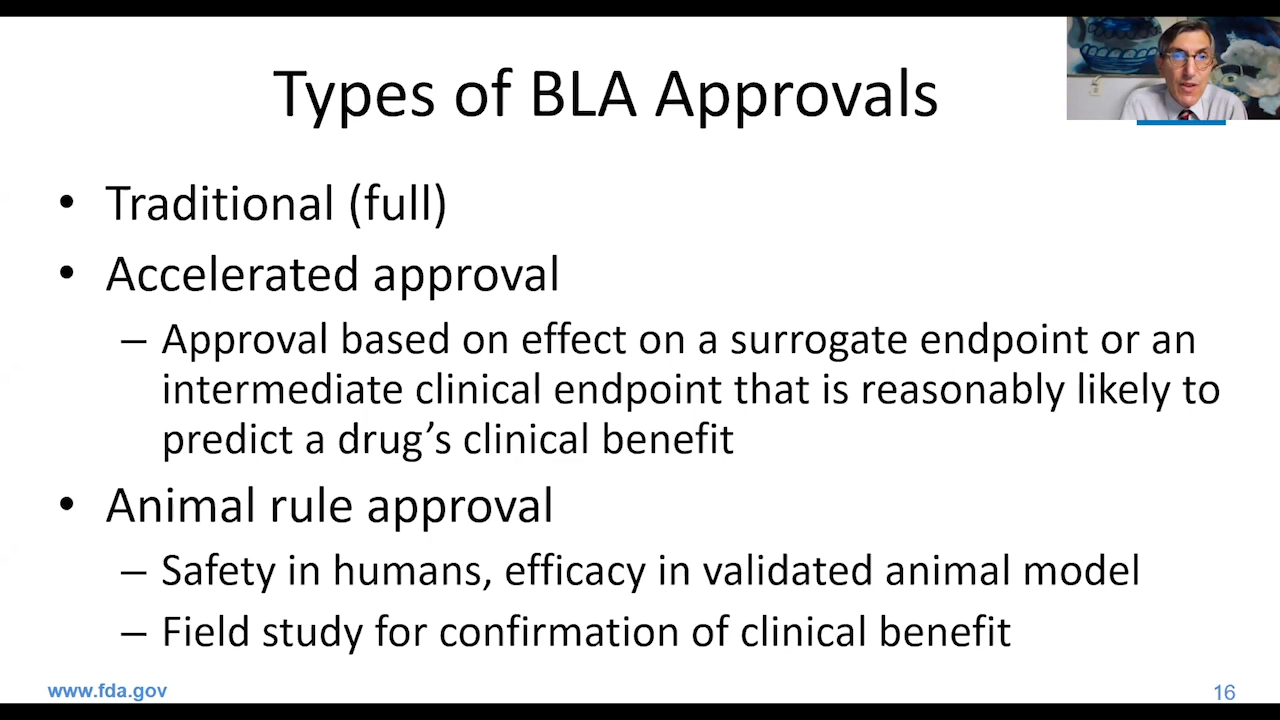 Types of BLA Approvals
• Traditional (full)
• Accelerated approval
– Approval based on effect on a surrogate endpoint or an
intermediate clinical endpoint that is reasonably likely to
predict a drug’s clinical benefit
• Animal rule approval
– Safety in humans, efficacy in validated animal model
– Field study for confirmation of clinical benefit
www.fda.gov
16